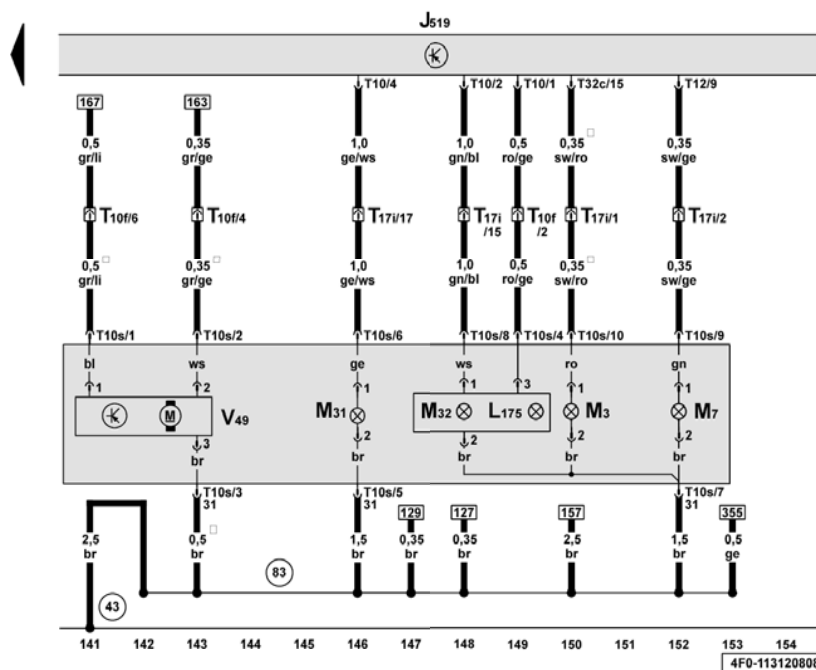 J519
T10/4 T10/2 T10/1 T32c/15 T12/9
167 163
0,5 0,35 1,0 1,0 0,5 0,35 0,35
gr/li gr/ge ge/ws gn/bl ro/ge sw/ro sw/ge
T10f/6 T10f/4 T17i/17 T17i/15 T10f/2 T17i/1 T17i/2
0,5 0,35 1,0 1,0 0,5 0,35 0,35
gr/li gr/ge ge/ws gn/bl ro/ge sw/ro sw/ge
T10s/1 T10s/2 T10s/6 T10s/8 T10s/4 T10s/10 T10s/9
bl ws ge ws ro gn
1 2 1 1 3 1 1
M V49 M31 M32 L175 M3 M7
3 2 2 2 2
br br br br br
T10s/3 T10s/5 T10s/7
31 31 31
129 127 157 355
2,5 0,5 1,5 0,35 0,35 2,5 1,5 0,5
br br br br br br br ge
83
43
141 142 143 144 145 146 147 148 149 150 151 152 153 154
4F0-113120808